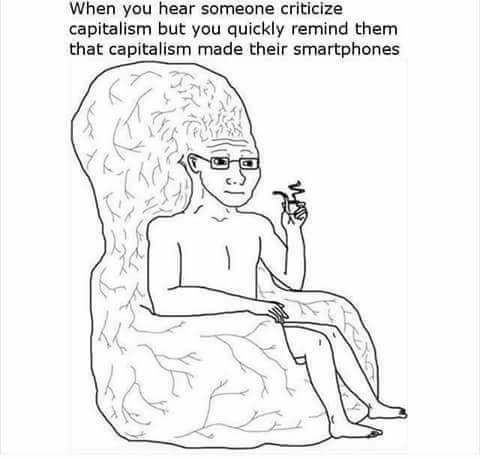 When you hear someone criticize
capitalism but you quickly remind them
that capitalism made their smartphones